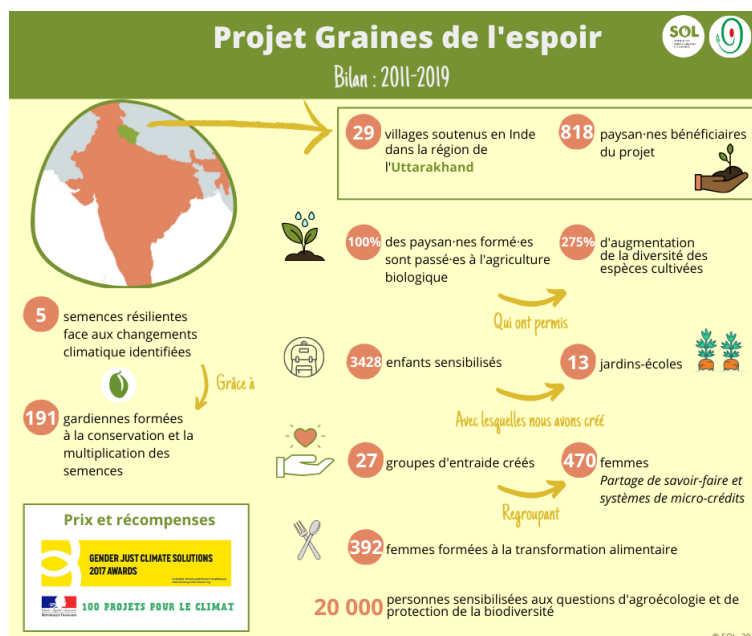 Projet Graines de l'espoir
Bilan : 2011-2019
SOL
29
villages soutenus en Inde
dans la région de
l'Uttarakhand
818
paysan·nes bénéficiaires
du projet
100%
des paysan·nes formé·es
sont passé·es à l'agriculture
biologique
275%
d'augmentation
de la diversité des
espèces cultivées
Qui ont permis
5
semences résilientes
face aux changements
climatique identifiées
Grâce à
191
gardiennes formées
à la conservation et la
multiplication des
semences
3428
enfants sensibilisés
13
jardins-écoles
Avec lesquelles nous avons créé
27
groupes d'entraide créés
470
femmes
Partage de savoir-faire et
systèmes de micro-crédits
Regroupant
392
femmes formées à la transformation alimentaire
20 000
personnes sensibilisées aux questions d'agroécologie et de
protection de la biodiversité
Prix et récompenses
GENDER JUST CLIMATE SOLUTIONS
2017 AWARDS
100 PROJETS POUR LE CLIMAT